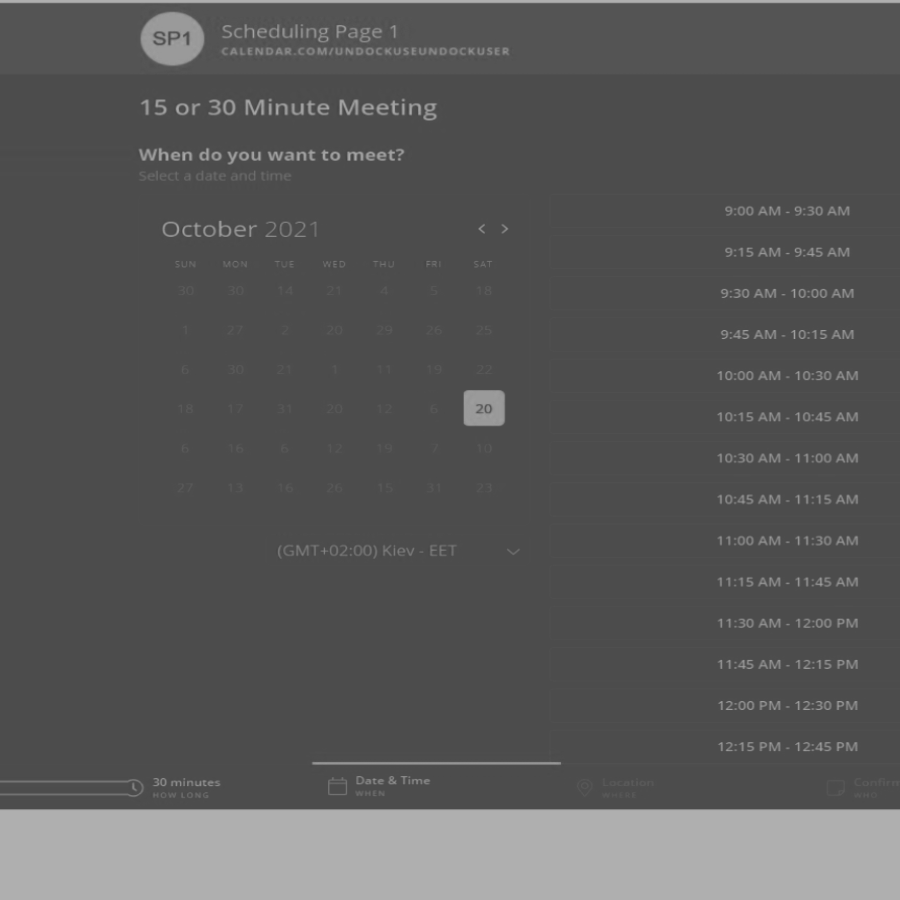 SP1
Scheduling Page 1
CALENDAR.COM/UNDOCKUSEUNDOCKUSER
15 or 30 Minute Meeting
When do you want to meet?
Select a date and time
October 2021
< >
SUN MON TUE WED THU FRI SAT
30 30 14 21 4 5 18
1 27 2 20 29 26 25
6 30 21 1 11 19 22
18 17 31 20 12 6 20
6 16 6 12 19 7 10
27 13 16 26 15 31 23
(GMT+02:00) Kiev - EET
9:00 AM - 9:30 AM
9:15 AM - 9:45 AM
9:30 AM - 10:00 AM
9:45 AM - 10:15 AM
10:00 AM - 10:30 AM
10:15 AM - 10:45 AM
10:30 AM - 11:00 AM
10:45 AM - 11:15 AM
11:00 AM - 11:30 AM
11:15 AM - 11:45 AM
11:30 AM - 12:00 PM
11:45 AM - 12:15 PM
12:00 PM - 12:30 PM
12:15 PM - 12:45 PM
30 minutes
HOW LONG
Date & Time
WHEN
Location
WHERE
Confirm
WHO